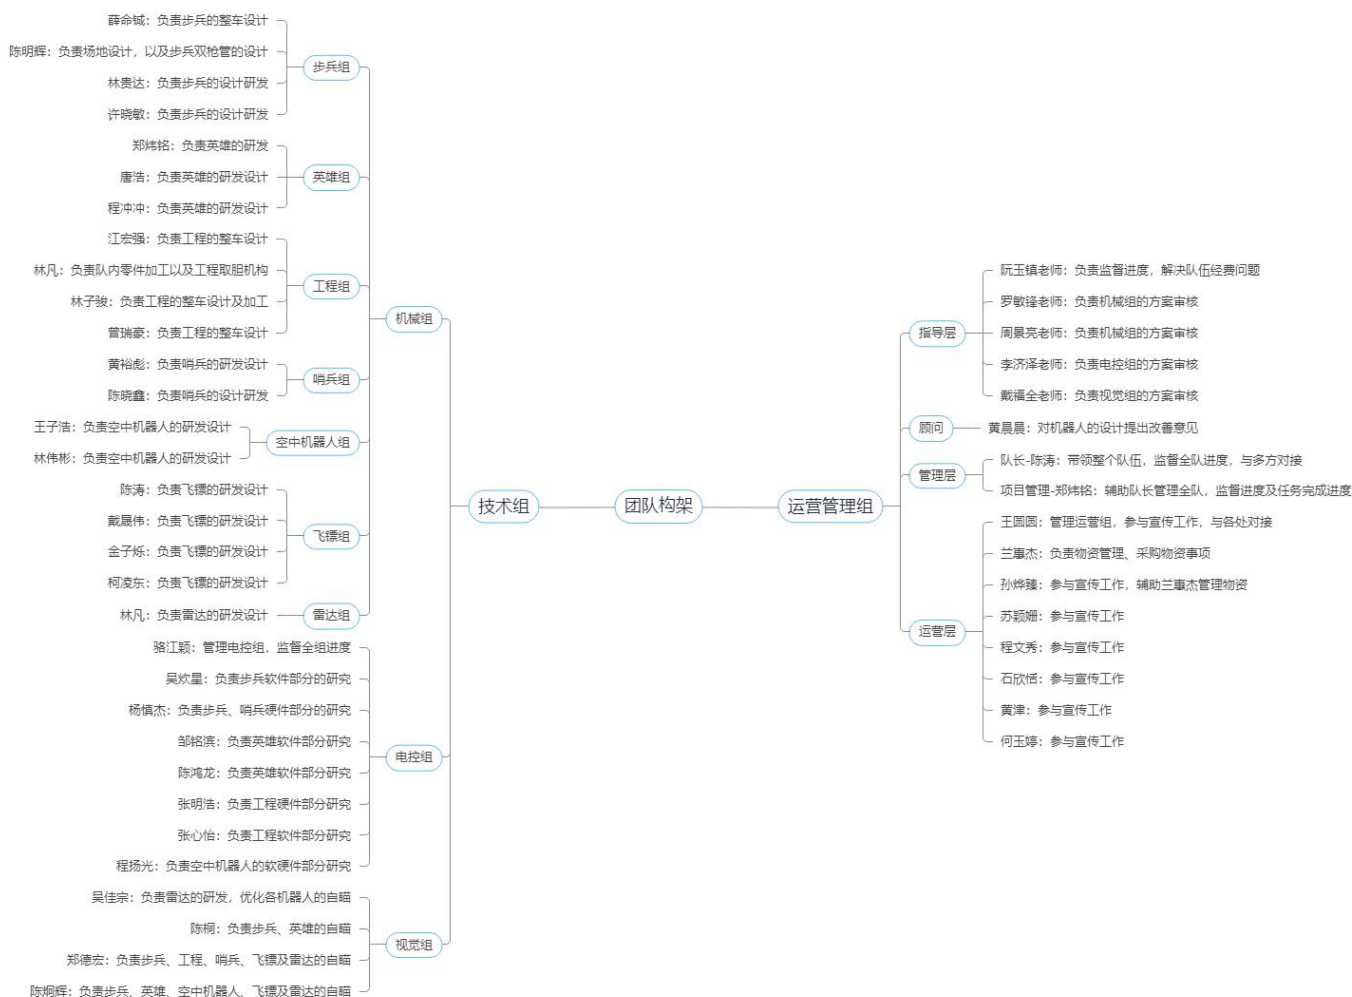 团队构架
技术组
机械组
步兵组
薛命铖：负责步兵的整车设计
陈明辉：负责场地设计，以及步兵双枪管的设计
林贵达：负责步兵的设计研发
许晓敏：负责步兵的设计研发
英雄组
郑炜铭：负责英雄的研发
唐浩：负责英雄的研发设计
程冲冲：负责英雄的研发设计
工程组
江宏强：负责工程的整车设计
林凡：负责队内零件加工以及工程取胆机构
林子骏：负责工程的整车设计及加工
曾瑞豪：负责工程的整车设计
哨兵组
黄裕彪：负责哨兵的研发设计
陈晓鑫：负责哨兵的设计研发
空中机器人组
王子浩：负责空中机器人的研发设计
林伟彬：负责空中机器人的研发设计
飞镖组
陈涛：负责飞镖的研发设计
戴晟伟：负责飞镖的研发设计
金子烁：负责飞镖的研发设计
柯凌东：负责飞镖的研发设计
雷达组
林凡：负责雷达的研发设计
电控组
骆江颖：管理电控组，监督全组进度
吴炊星：负责步兵软件部分的研究
杨慎杰：负责步兵、哨兵硬件部分的研究
邹铭滨：负责英雄软件部分研究
陈鸿龙：负责英雄软件部分研究
张明浩：负责工程硬件部分研究
张心怡：负责工程软件部分研究
程扬光：负责空中机器人的软硬件部分研究
视觉组
吴佳宗：负责雷达的研发，优化各机器人的自瞄
陈桐：负责步兵、英雄的自瞄
郑德宏：负责步兵、工程、哨兵、飞镖及雷达的自瞄
陈炯辉：负责步兵、英雄、空中机器人、飞镖及雷达的自瞄
运营管理组
指导层
阮玉镇老师：负责监督进度，解决队伍经费问题
罗敏锋老师：负责机械组的方案审核
周景亮老师：负责机械组的方案审核
李济泽老师：负责电控组的方案审核
戴福全老师：负责视觉组的方案审核
顾问
黄晨晨：对机器人的设计提出改善意见
管理层
队长-陈涛：带领整个队伍，监督全队进度，与多方对接
项目管理-郑炜铭：辅助队长管理全队，监督进度及任务完成进度
运营层
王圆圆：管理运营组，参与宣传工作，与各处对接
兰惠杰：负责物资管理、采购物资事项
孙烨臻：参与宣传工作，辅助兰惠杰管理物资
苏颖姗：参与宣传工作
程文秀：参与宣传工作
石欣恬：参与宣传工作
黄津：参与宣传工作
何玉婷：参与宣传工作